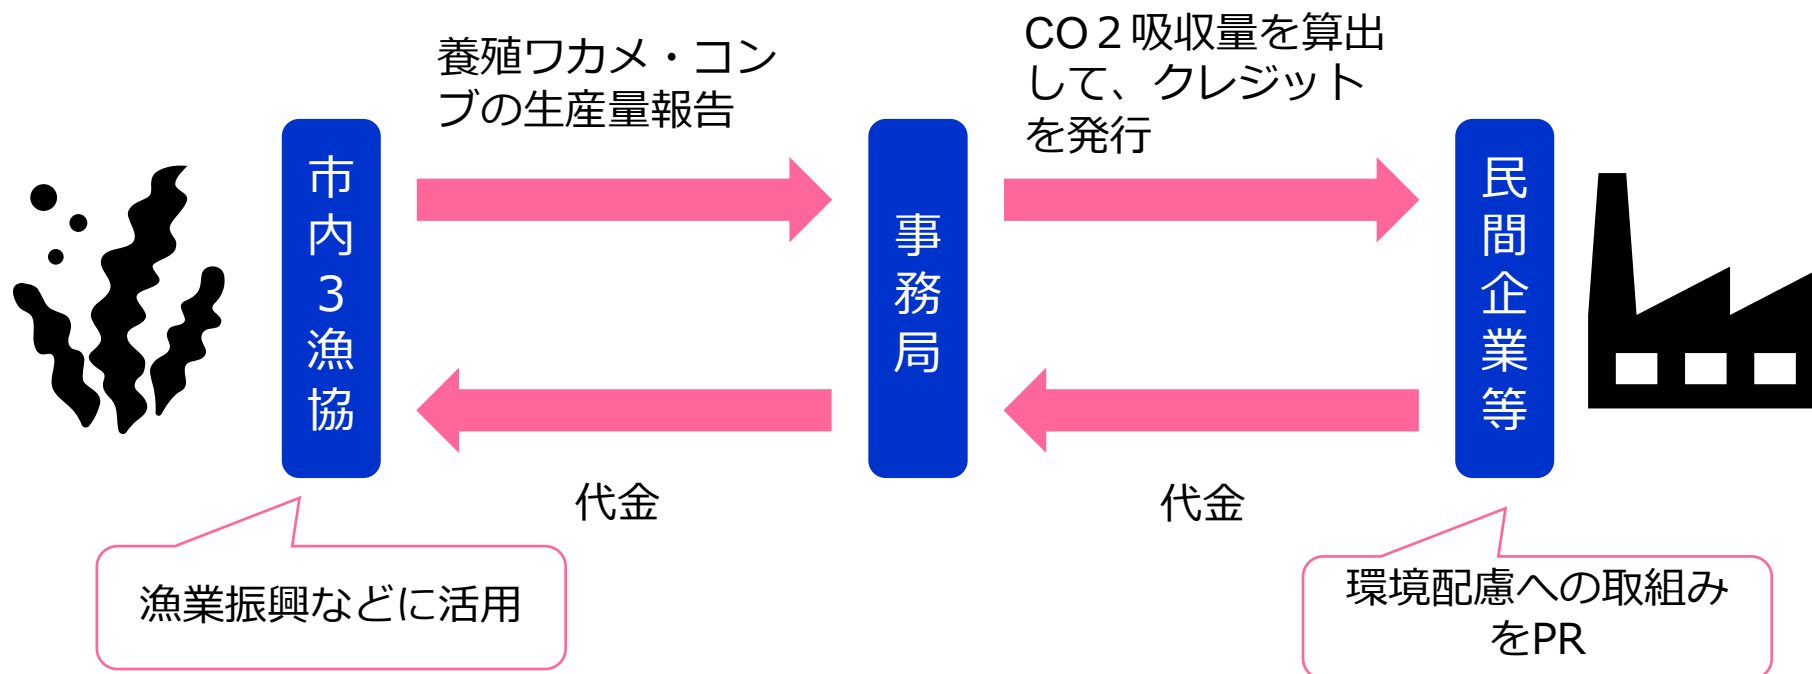 養殖ワカメ・コン
ブの生産量報告
CO２吸収量を算出
して、クレジット
を発行
市内３漁協
事務局
民間企業等
代金
代金
漁業振興などに活用
環境配慮への取組み
をPR